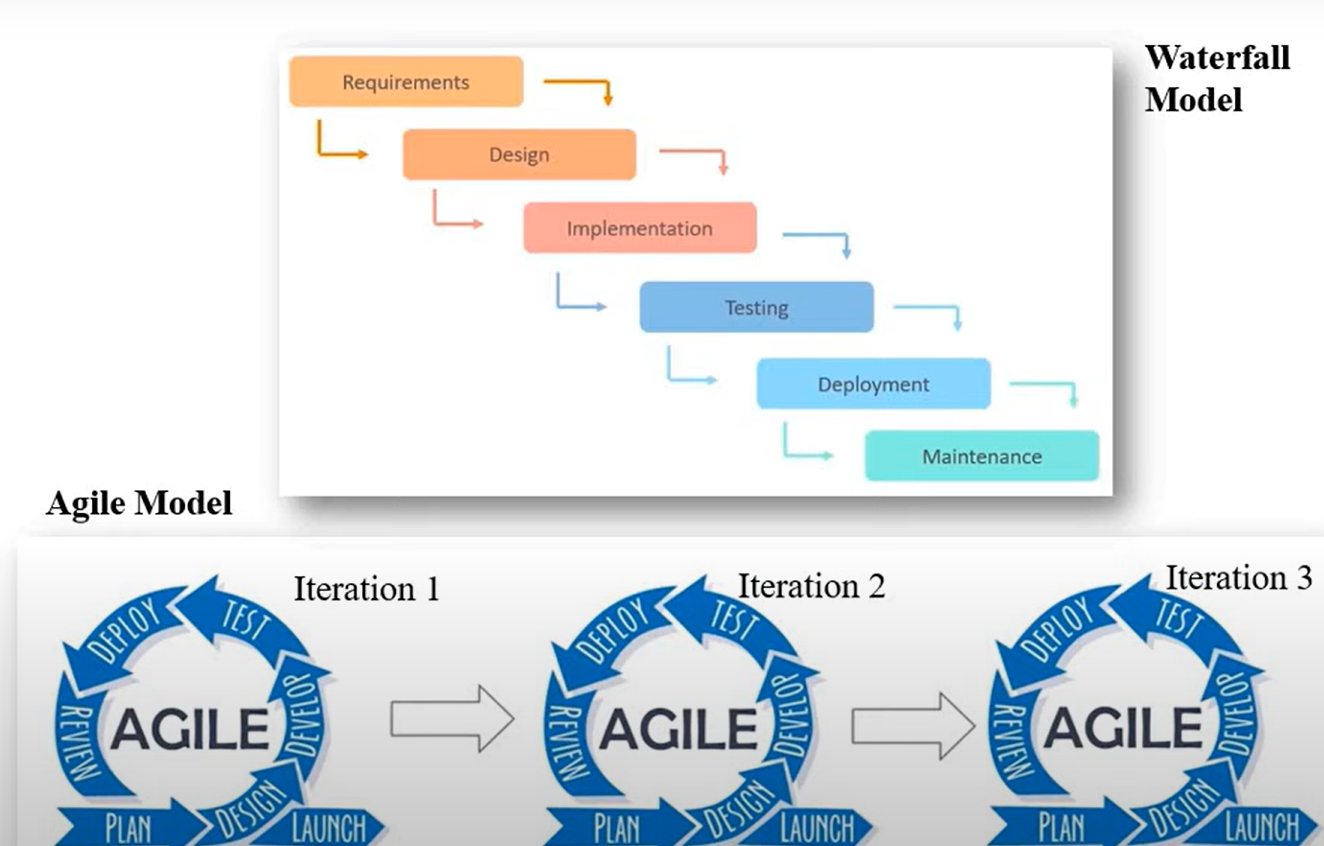 Waterfall
Model
Requirements
Design
Implementation
Testing
Deployment
Maintenance
Agile Model
Iteration 1
DEPLOY
TEST
REVIEW
AGILE
DEVELOP
PLAN
DESIGN
LAUNCH
Iteration 2
DEPLOY
TEST
REVIEW
AGILE
DEVELOP
PLAN
DESIGN
LAUNCH
Iteration 3
DEPLOY
TEST
REVIEW
AGILE
DEVELOP
PLAN
DESIGN
LAUNCH